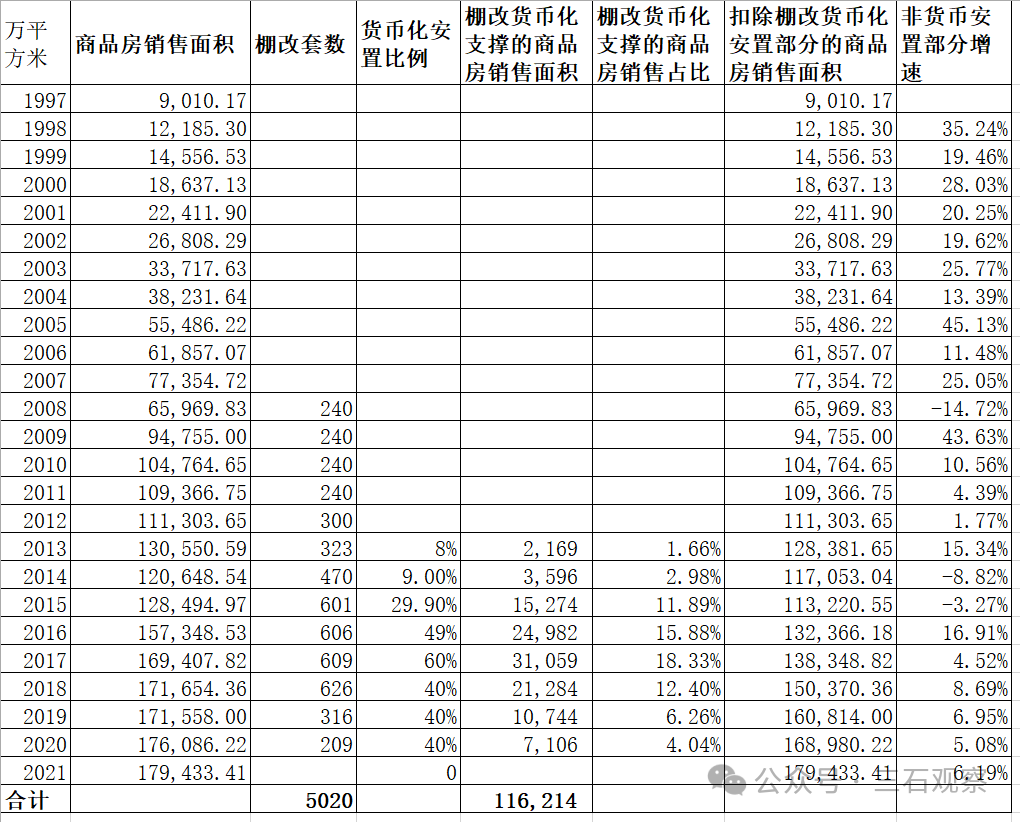 万平方米 商品房销售面积 棚改套数 货币化安置比例 棚改货币化支撑的商品房销售面积 棚改货币化支撑的商品房销售占比 扣除棚改货币化安置部分的商品房销售面积 非货币安置部分增速
1997 9,010.17 9,010.17
1998 12,185.30 12,185.30 35.24%
1999 14,556.53 14,556.53 19.46%
2000 18,637.13 18,637.13 28.03%
2001 22,411.90 22,411.90 20.25%
2002 26,808.29 26,808.29 19.62%
2003 33,717.63 33,717.63 25.77%
2004 38,231.64 38,231.64 13.39%
2005 55,486.22 55,486.22 45.13%
2006 61,857.07 61,857.07 11.48%
2007 77,354.72 77,354.72 25.05%
2008 65,969.83 240 65,969.83 -14.72%
2009 94,755.00 240 94,755.00 43.63%
2010 104,764.65 240 104,764.65 10.56%
2011 109,366.75 240 109,366.75 4.39%
2012 111,303.65 300 111,303.65 1.77%
2013 130,550.59 323 8% 2,169 1.66% 128,381.65 15.34%
2014 120,648.54 470 9.00% 3,596 2.98% 117,053.04 -8.82%
2015 128,494.97 601 29.90% 15,274 11.89% 113,220.55 -3.27%
2016 157,348.53 606 49% 24,982 15.88% 132,366.18 16.91%
2017 169,407.82 609 60% 31,059 18.33% 138,348.82 4.52%
2018 171,654.36 626 40% 21,284 12.40% 150,370.36 8.69%
2019 171,558.00 316 40% 10,744 6.26% 160,814.00 6.95%
2020 176,086.22 209 40% 7,106 4.04% 168,980.22 5.08%
2021 179,433.41 0 179,433.41 6.19%
合计 5020 116,214
公众号 三石观察